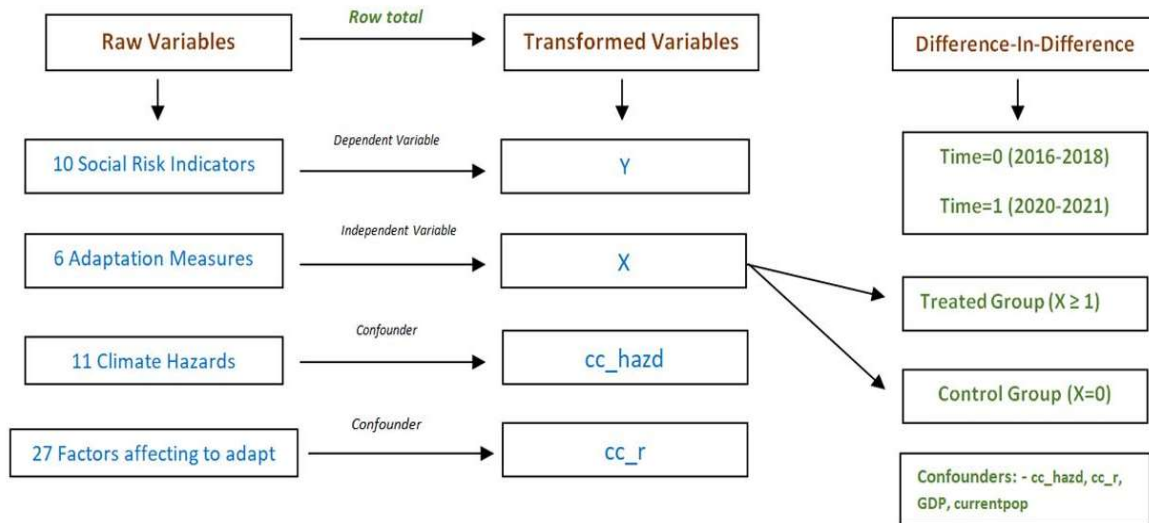 Raw Variables
Row total
Transformed Variables
Difference-In-Difference
10 Social Risk Indicators
Dependent Variable
Y
Time=0 (2016-2018)
Time=1 (2020-2021)
6 Adaptation Measures
Independent Variable
X
Treated Group (X ≥ 1)
11 Climate Hazards
Confounder
cc_hazd
Control Group (X=0)
27 Factors affecting to adapt
Confounder
cc_r
Confounders: - cc_hazd, cc_r,
GDP, currentpop